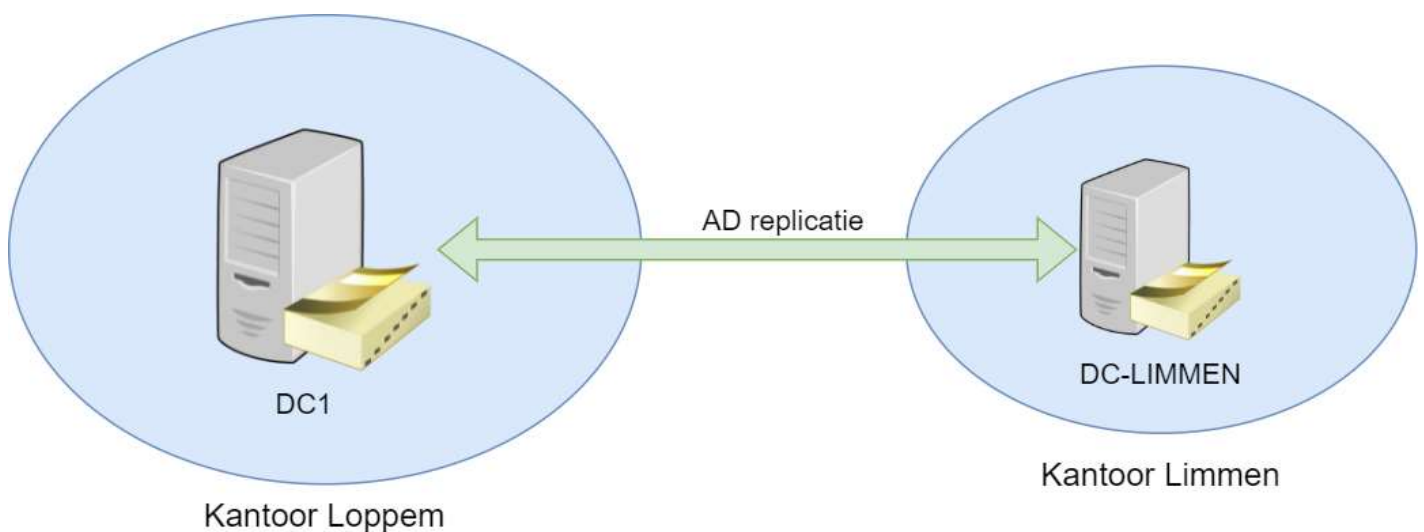 AD replicatie
DC1
DC-LIMMEN
Kantoor Loppem
Kantoor Limmen